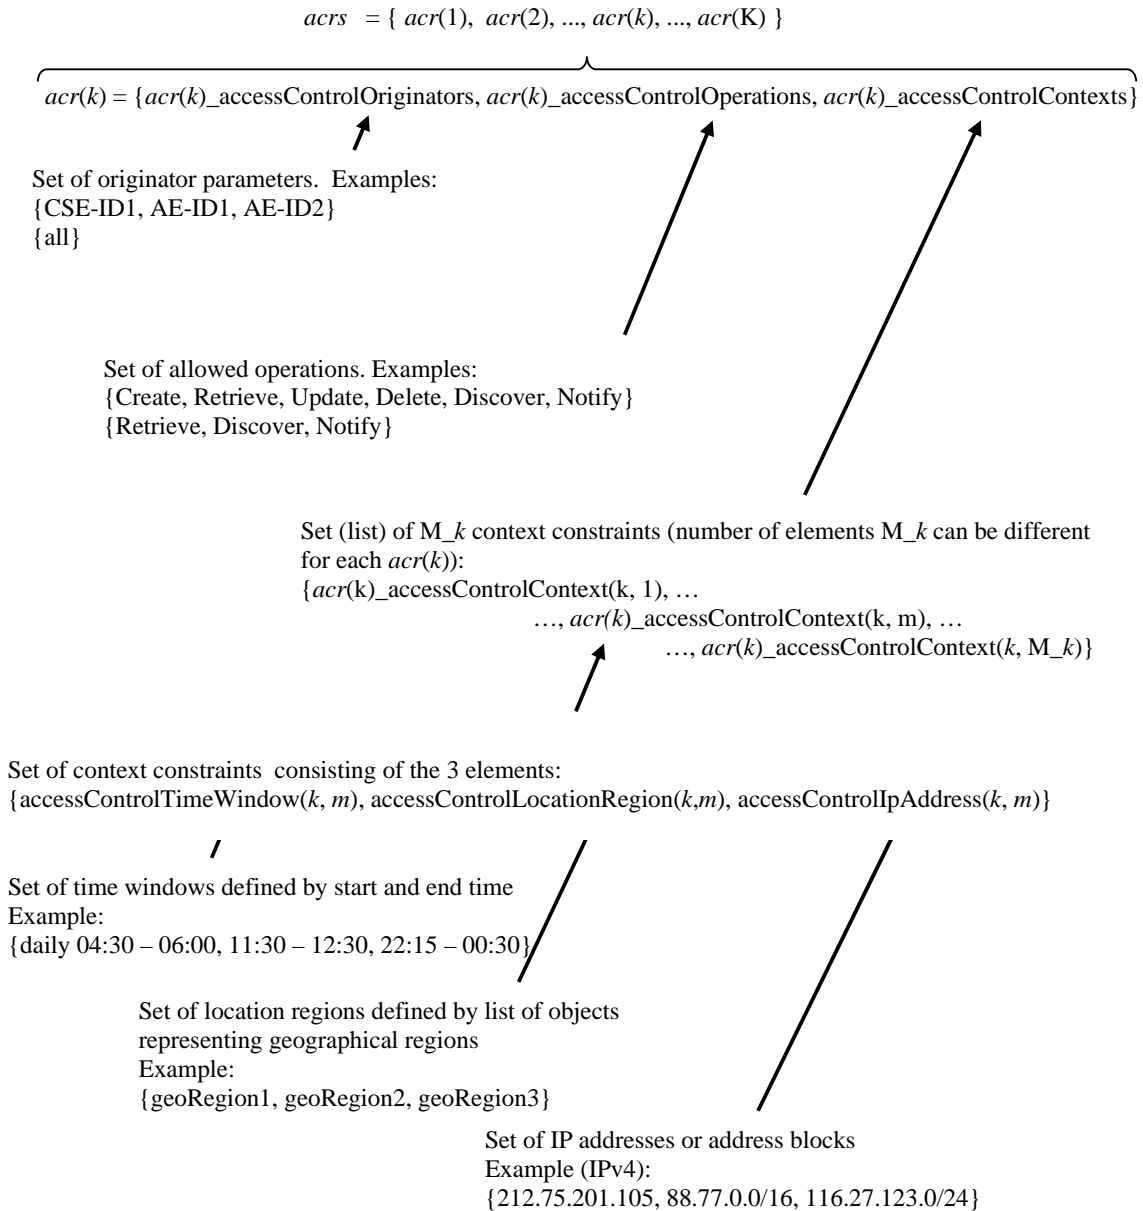 acrs = { acr(1), acr(2), ..., acr(k), ..., acr(K) }
acr(k) = {acr(k)_accessControlOriginators, acr(k)_accessControlOperations, acr(k)_accessControlContexts}
Set of originator parameters. Examples:
{CSE-ID1, AE-ID1, AE-ID2}
{all}
Set of allowed operations. Examples:
{Create, Retrieve, Update, Delete, Discover, Notify}
{Retrieve, Discover, Notify}
Set (list) of M_k context constraints (number of elements M_k can be different
for each acr(k)):
{acr(k)_accessControlContext(k, 1), …
…, acr(k)_accessControlContext(k, m), …
…, acr(k)_accessControlContext(k, M_k)}
Set of context constraints consisting of the 3 elements:
{accessControlTimeWindow(k, m), accessControlLocationRegion(k,m), accessControlIpAddress(k, m)}
Set of time windows defined by start and end time
Example:
{daily 04:30 – 06:00, 11:30 – 12:30, 22:15 – 00:30}
Set of location regions defined by list of objects
representing geographical regions
Example:
{geoRegion1, geoRegion2, geoRegion3}
Set of IP addresses or address blocks
Example (IPv4):
{212.75.201.105, 88.77.0.0/16, 116.27.123.0/24}